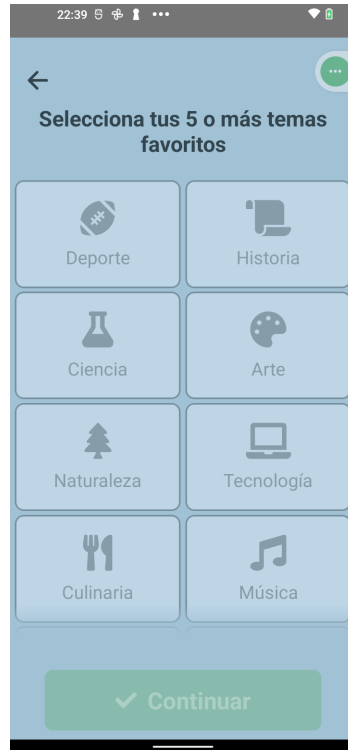 22:39
Selecciona tus 5 o más temas
favoritos
Deporte
Historia
Ciencia
Arte
Naturaleza
Tecnología
Culinaria
Música
Continuar